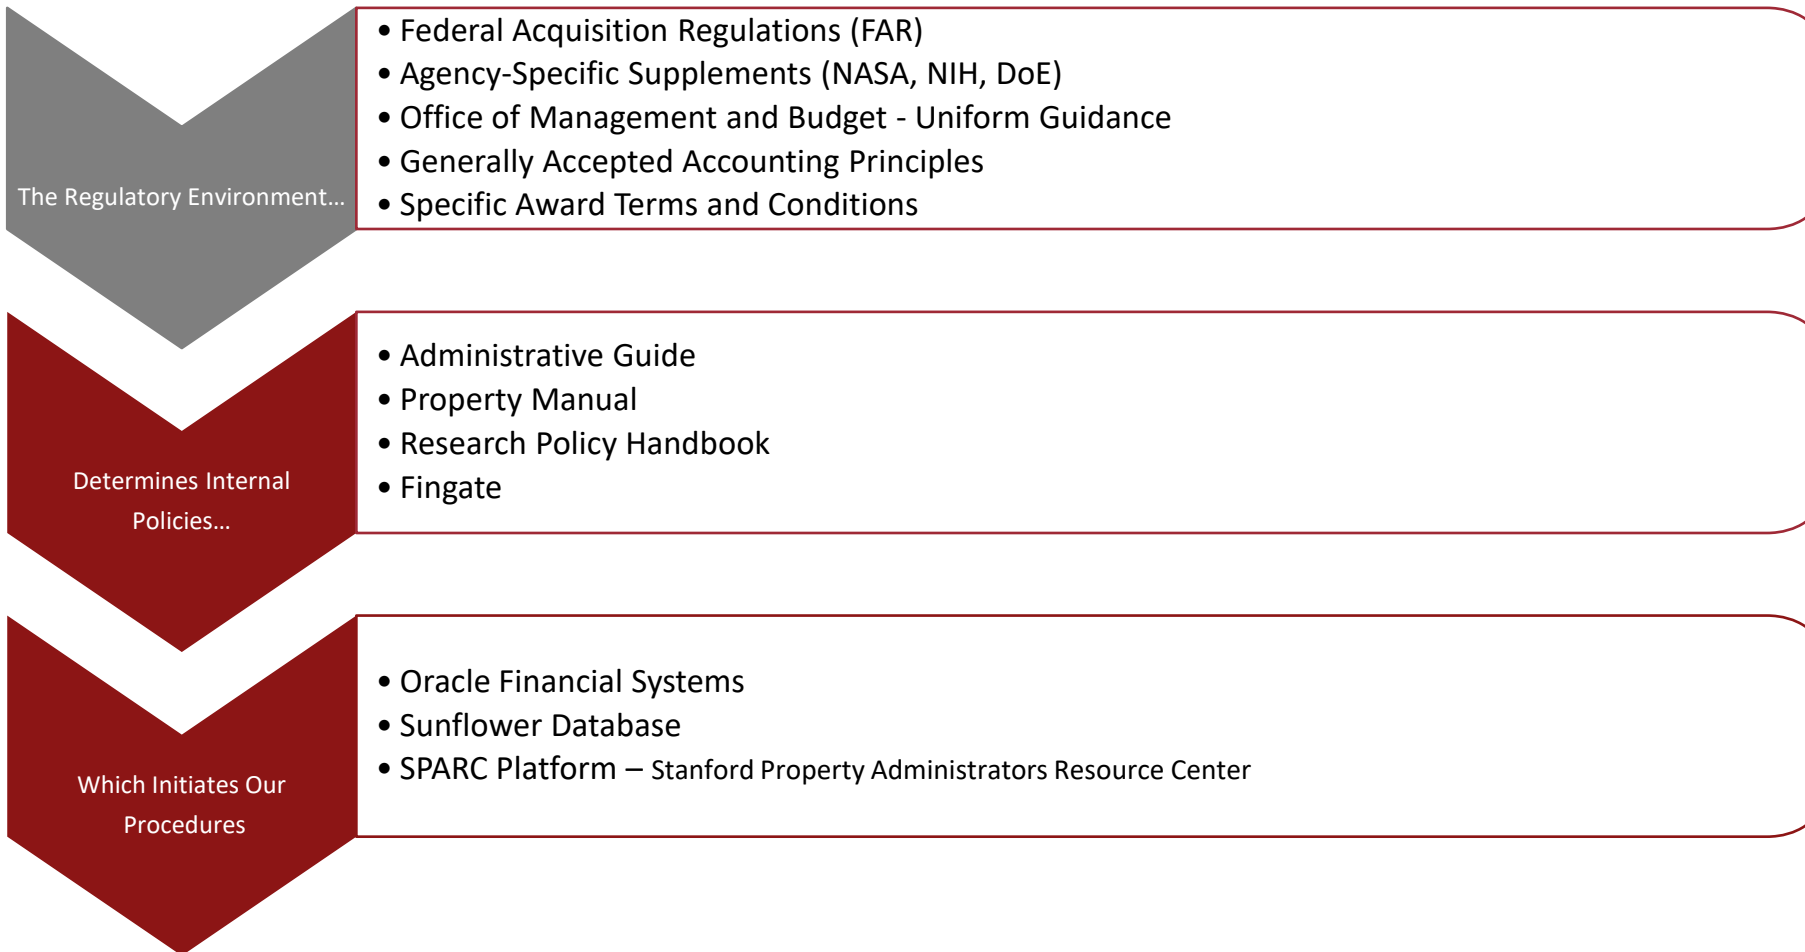 The Regulatory Environment…
• Federal Acquisition Regulations (FAR)
• Agency-Specific Supplements (NASA, NIH, DoE)
• Office of Management and Budget - Uniform Guidance
• Generally Accepted Accounting Principles
• Specific Award Terms and Conditions
Determines Internal
Policies…
• Administrative Guide
• Property Manual
• Research Policy Handbook
• Fingate
Which Initiates Our
Procedures
• Oracle Financial Systems
• Sunflower Database
• SPARC Platform – Stanford Property Administrators Resource Center